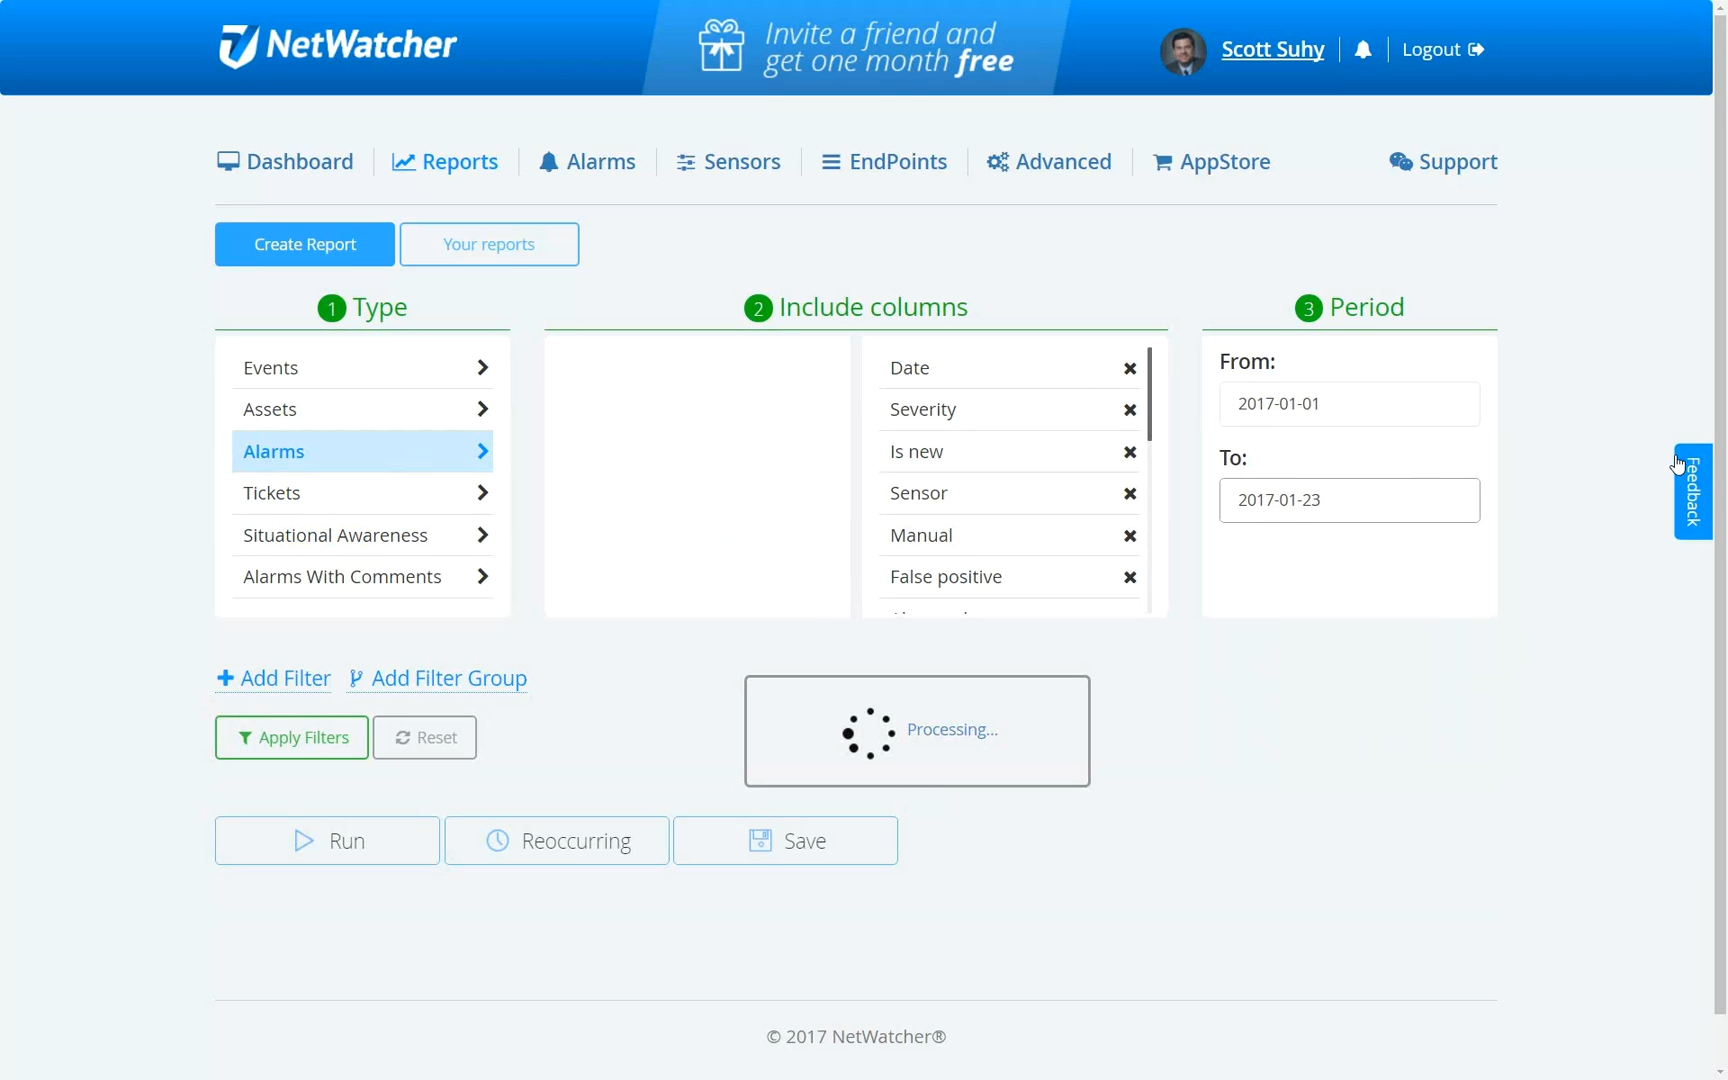 NetWatcher
Invite a friend and
get one month free
Scott Suhy
Logout
Dashboard
Reports
Alarms
Sensors
EndPoints
Advanced
AppStore
Support
Create Report
Your reports
1 Type
2 Include columns
3 Period
Events
Assets
Alarms
Tickets
Situational Awareness
Alarms With Comments
Date
Severity
Is new
Sensor
Manual
False positive
From:
2017-01-01
To:
2017-01-23
Feedback
Add Filter
Add Filter Group
Apply Filters
Reset
Processing...
Run
Reoccurring
Save
© 2017 NetWatcher®